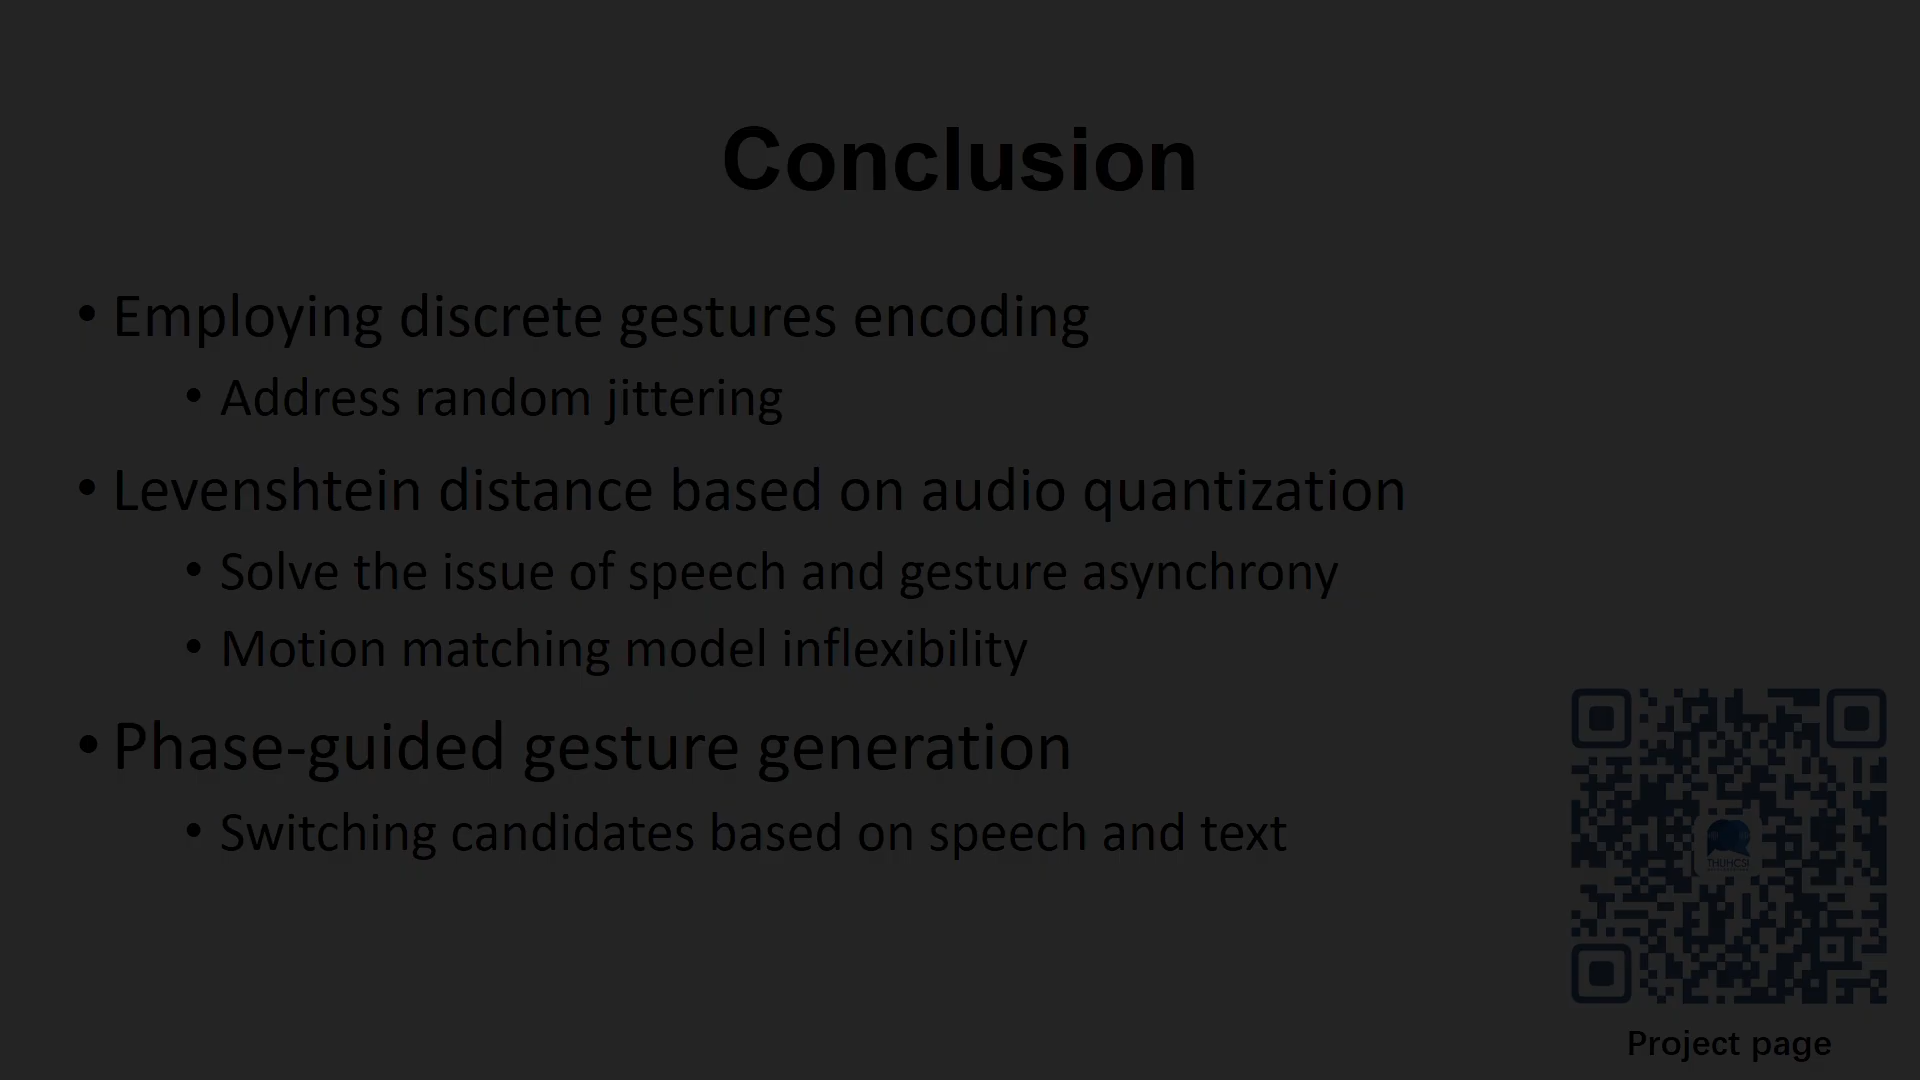 Conclusion
• Employing discrete gestures encoding
• Address random jittering
• Levenshtein distance based on audio quantization
• Solve the issue of speech and gesture asynchrony
• Motion matching model inflexibility
• Phase-guided gesture generation
• Switching candidates based on speech and text
THUHCSI
Project page